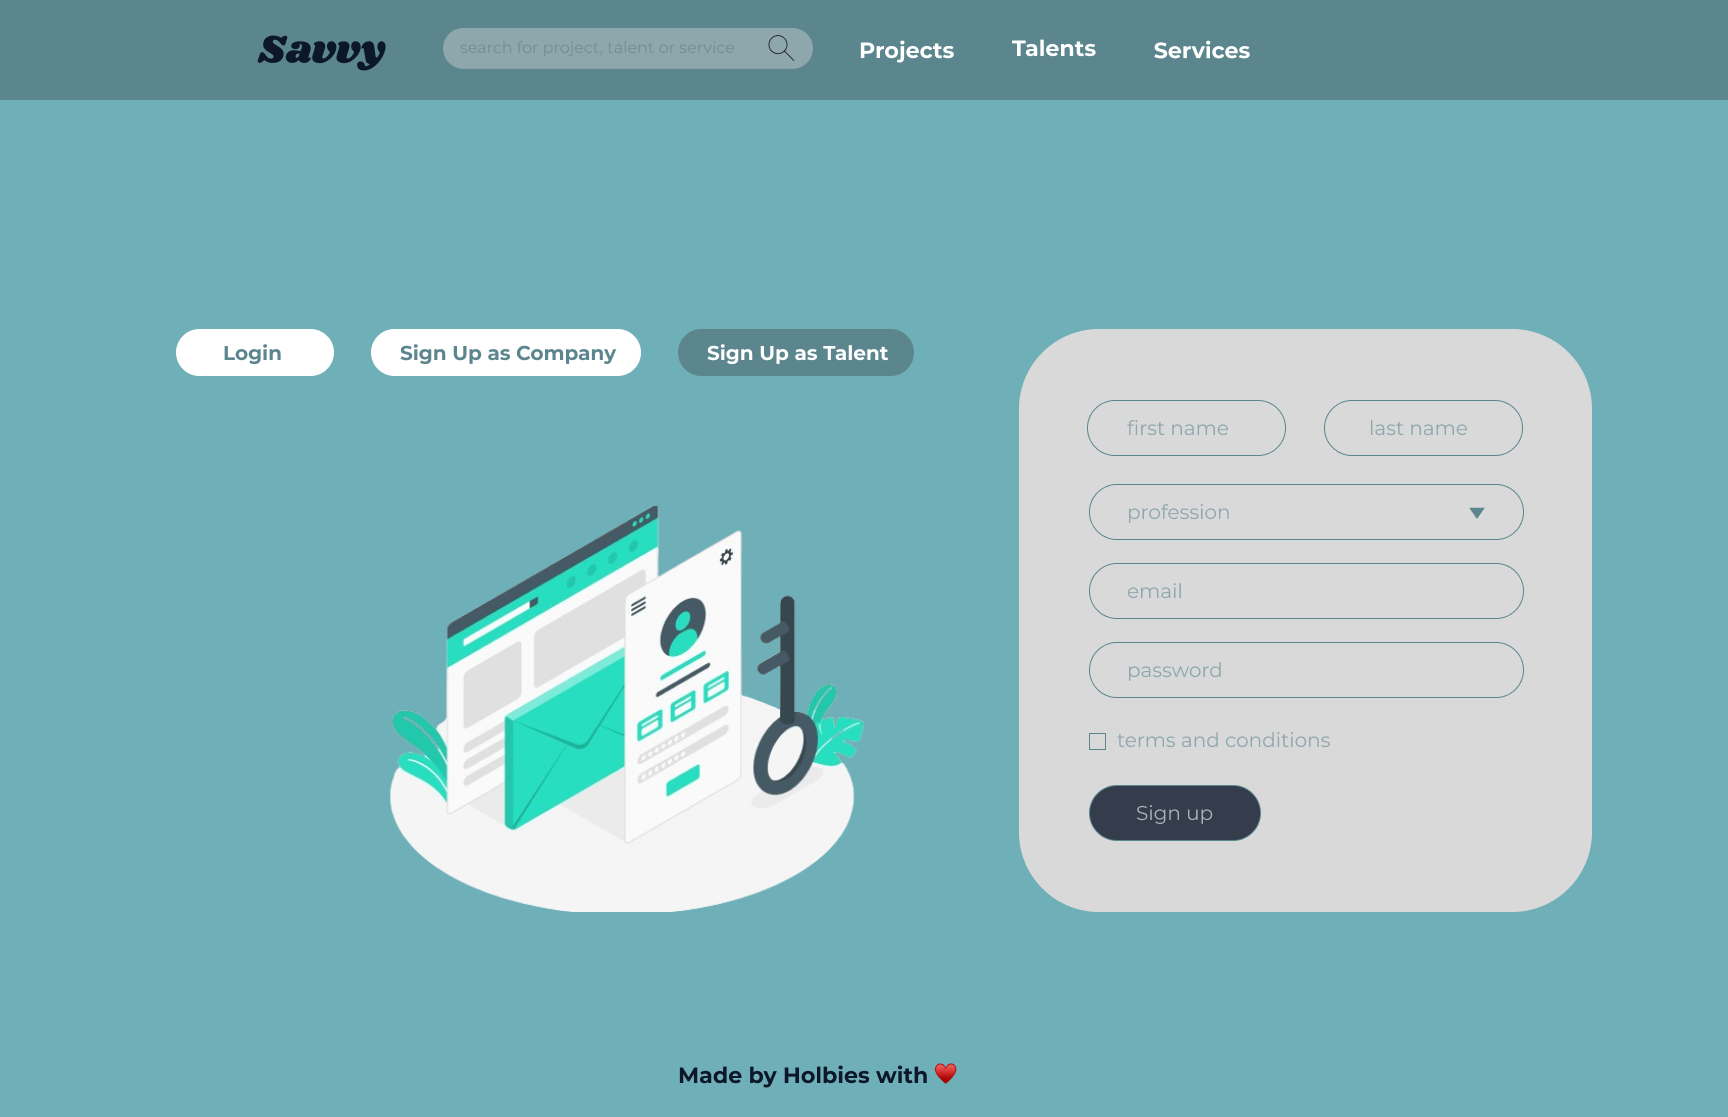 Savvy
search for project, talent or service
Projects
Talents
Services
Login
Sign Up as Company
Sign Up as Talent
first name
last name
profession
email
password
terms and conditions
Sign up
Made by Holbies with ❤️